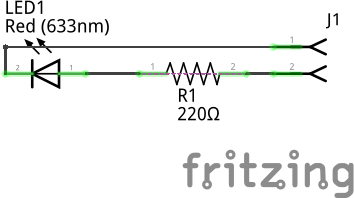 LED1
Red (633nm)
J1
1
2
1
1
2
2
R1
220Ω
fritzing